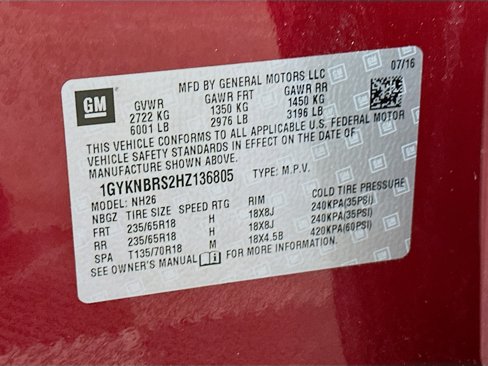 MFD BY GENERAL MOTORS LLC
07/16
GM
GVWR GAWR FRT GAWR RR
2722 KG 1350 KG 1450 KG
6001 LB 2976 LB 3196 LB
THIS VEHICLE CONFORMS TO ALL APPLICABLE U.S. FEDERAL MOTOR
VEHICLE SAFETY STANDARDS IN EFFECT ON THE DATE OF
MANUFACTURE SHOWN ABOVE.
1GYKNBRS2HZ136805 TYPE: M.P.V.
MODEL: NH26
NBGZ TIRE SIZE SPEED RTG RIM COLD TIRE PRESSURE
FRT 235/65R18 H 18X8J 240KPA(35PSI)
RR 235/65R18 H 18X8J 240KPA(35PSI)
SPA T135/70R18 M 18X4.5B 420KPA(60PSI)
SEE OWNER'S MANUAL FOR MORE INFORMATION.